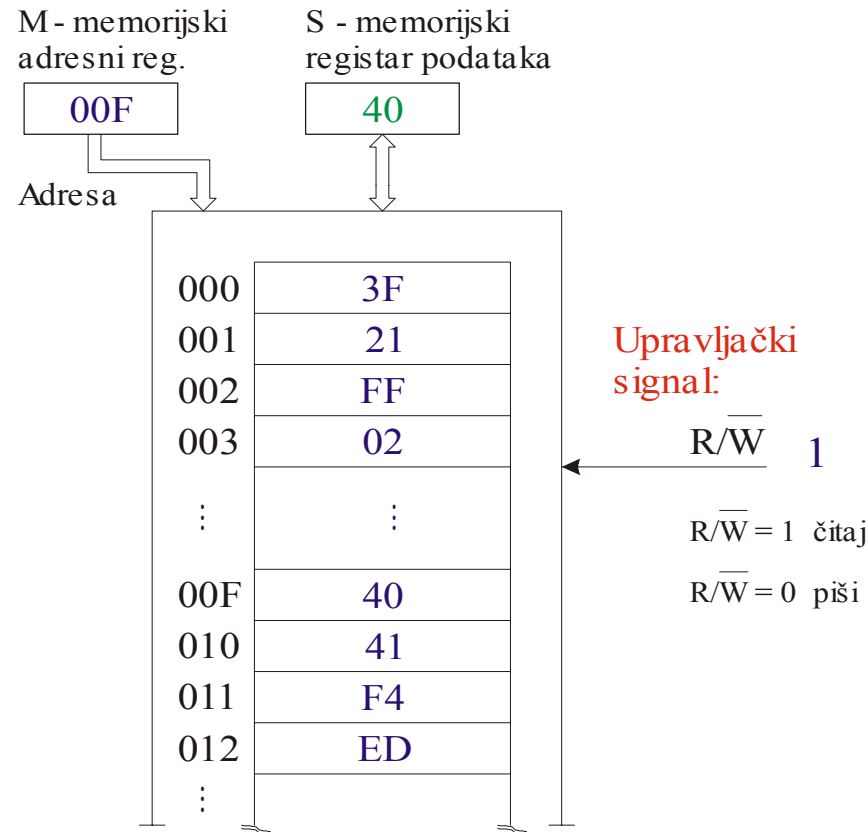 M - memorijski
adresni reg.
S - memorijski
registar podataka
00F
40
Adresa
000 3F
001 21
002 FF
003 02
⋮ ⋮
00F 40
010 41
011 F4
012 ED
⋮
Upravljački
signal:
R/W̅ 1
R/W̅ = 1 čitaj
R/W̅ = 0 piši